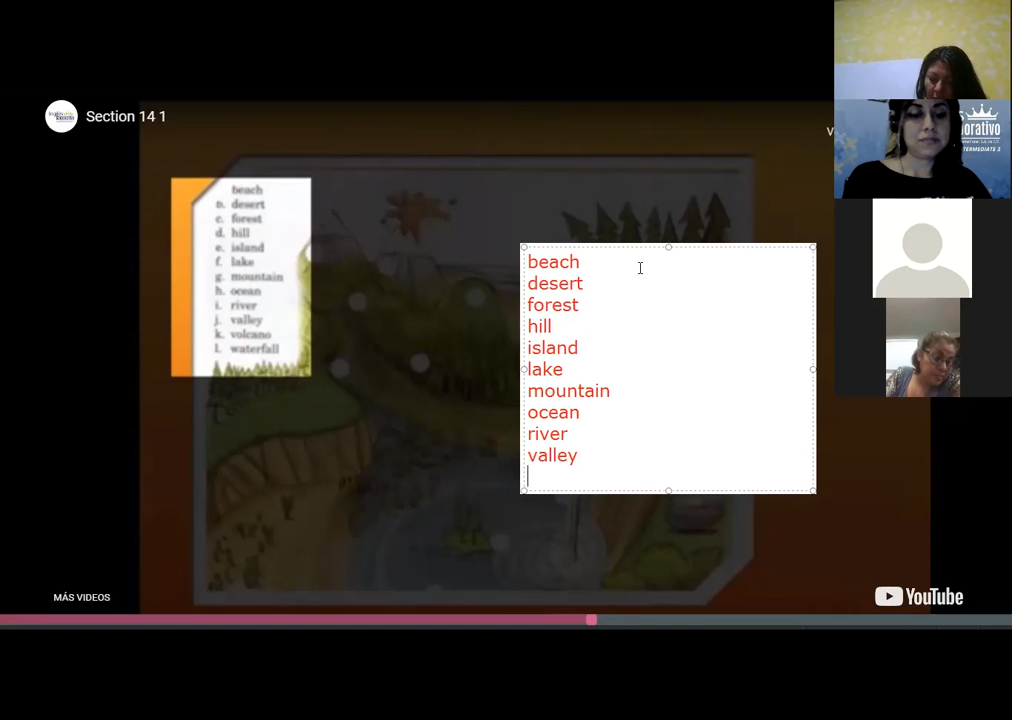 Section 14 1
beach
b. desert
c. forest
d. hill
e. island
f. lake
g. mountain
h. ocean
i. river
j. valley
k. volcano
l. waterfall
beach
desert
forest
hill
island
lake
mountain
ocean
river
valley
orativo
MÁS VIDEOS
YouTube